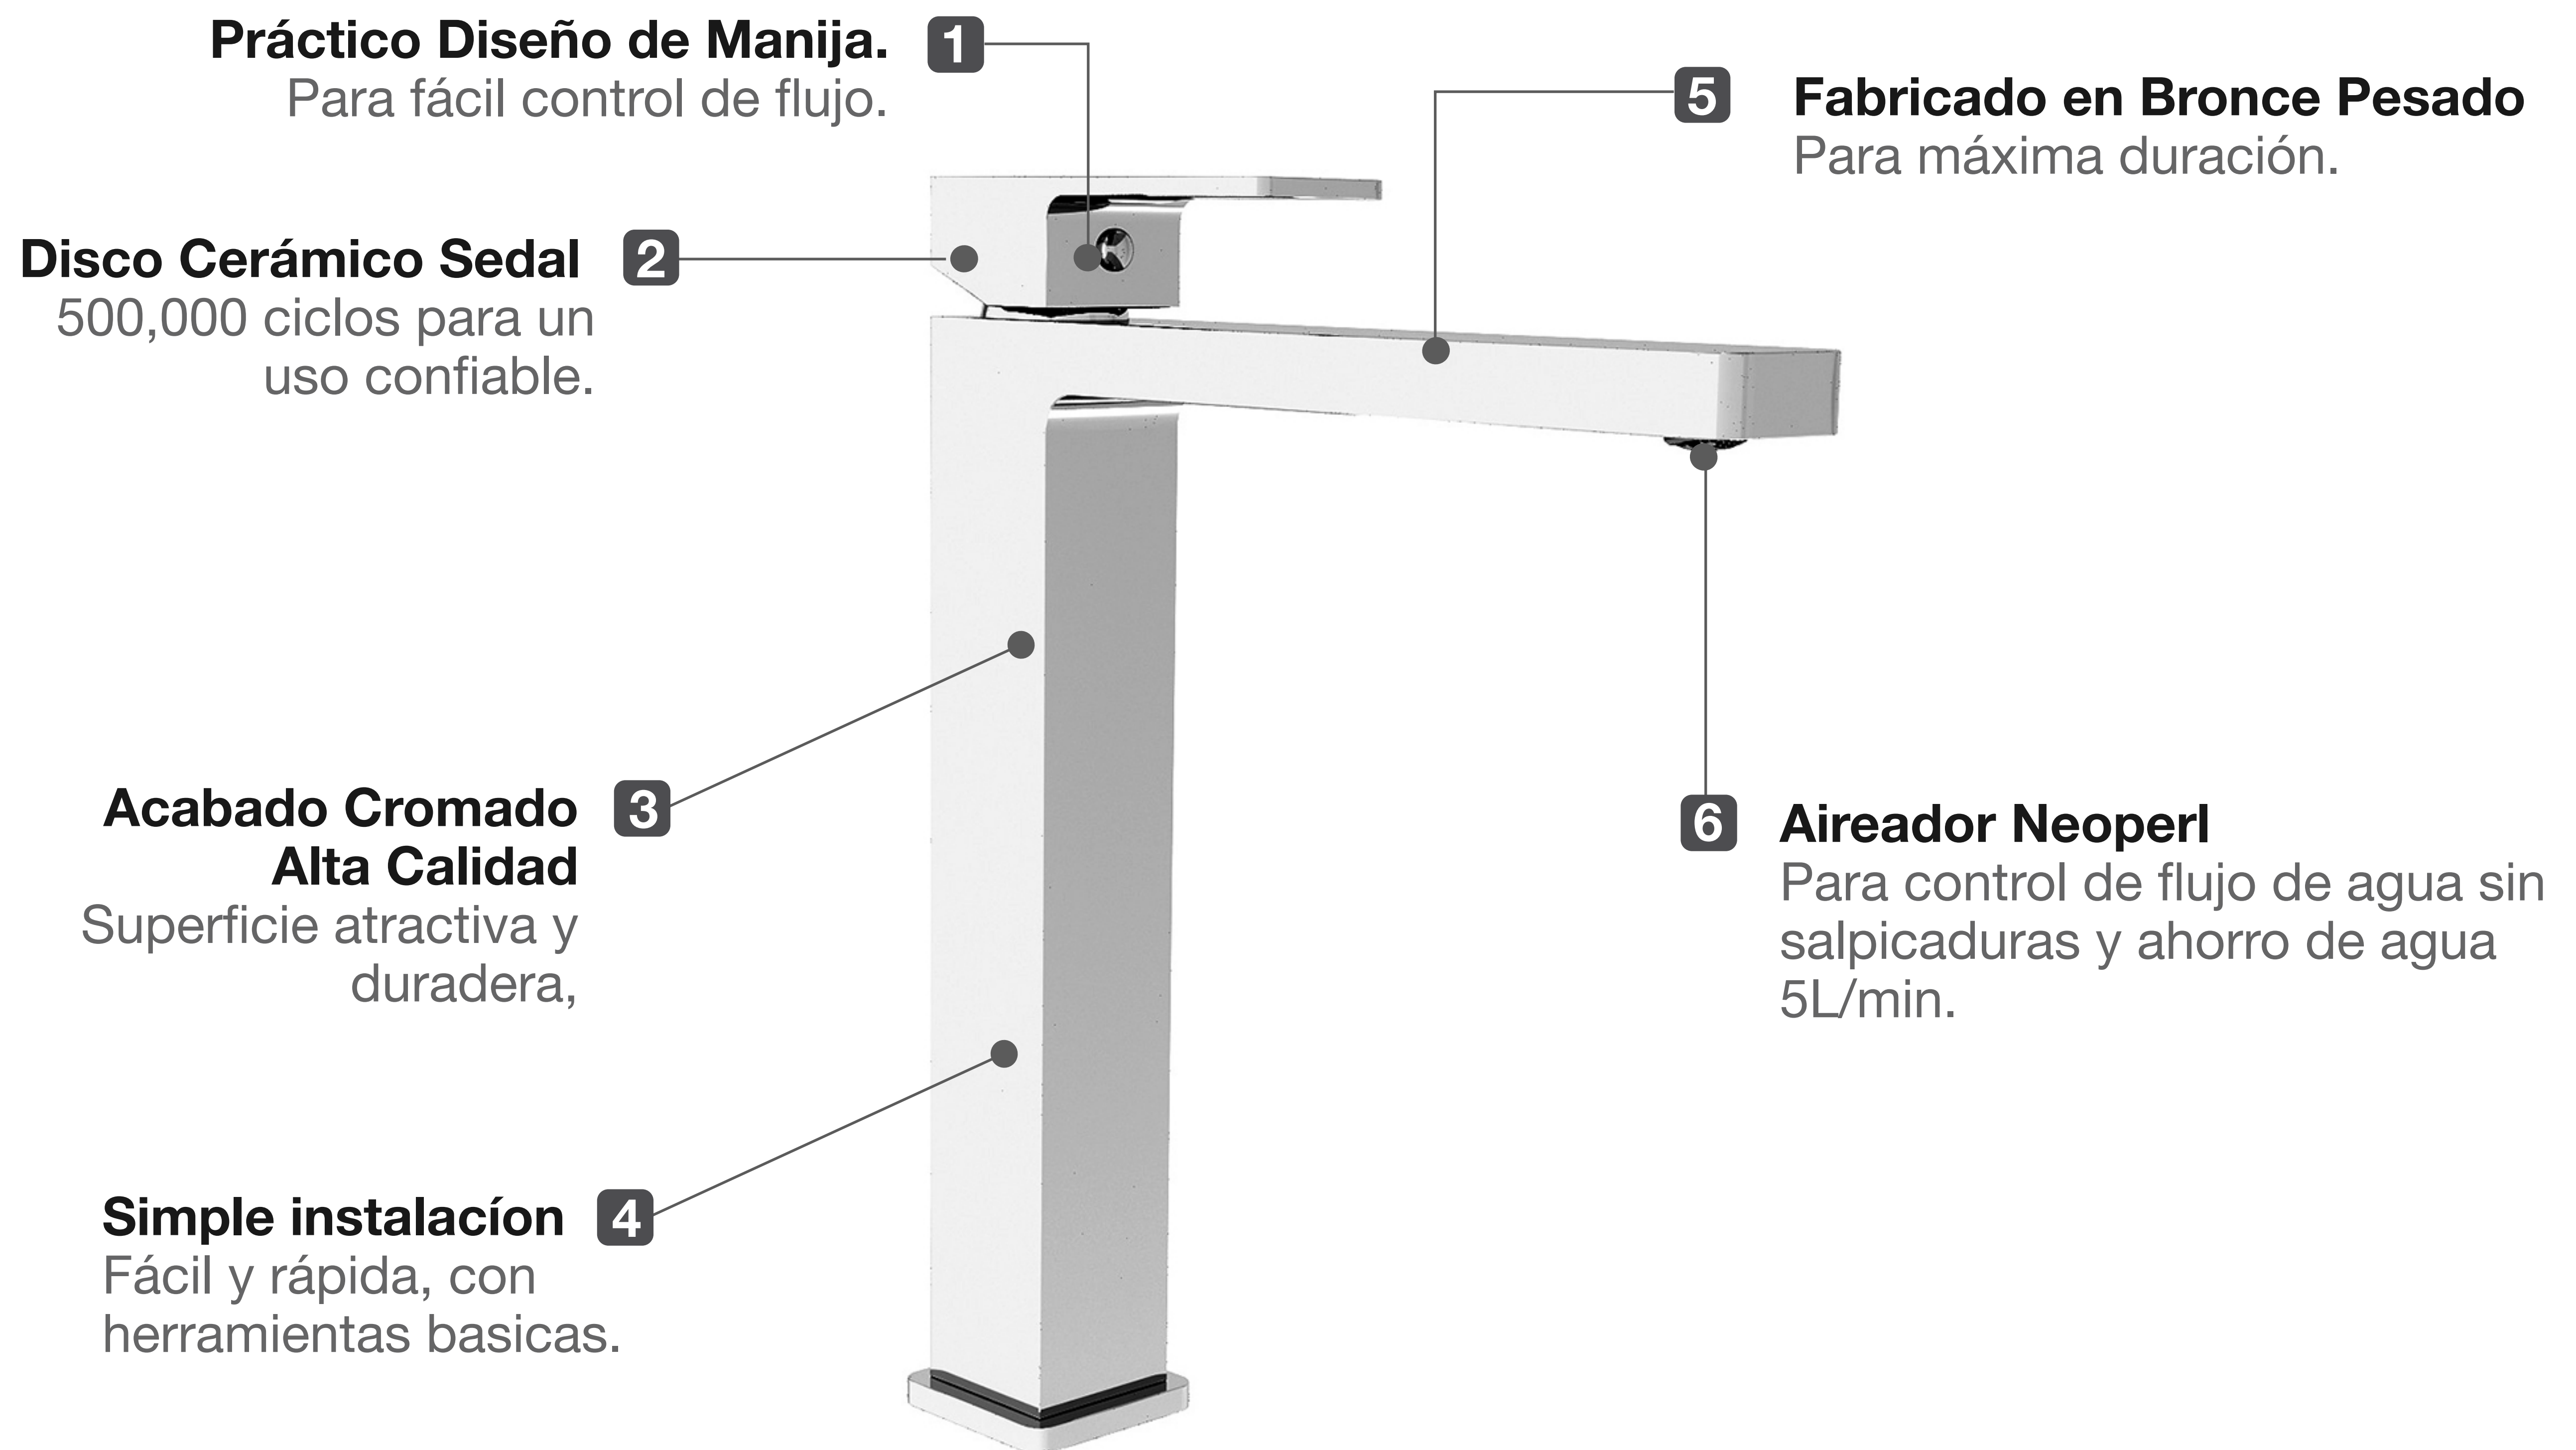 1
Práctico Diseño de Manija.
Para fácil control de flujo.
2
Disco Cerámico Sedal
500,000 ciclos para un
uso confiable.
3
Acabado Cromado
Alta Calidad
Superficie atractiva y
duradera,
4
Simple instalacíon
Fácil y rápida, con
herramientas basicas.
5
Fabricado en Bronce Pesado
Para máxima duración.
6
Aireador Neoperl
Para control de flujo de agua sin
salpicaduras y ahorro de agua
5L/min.